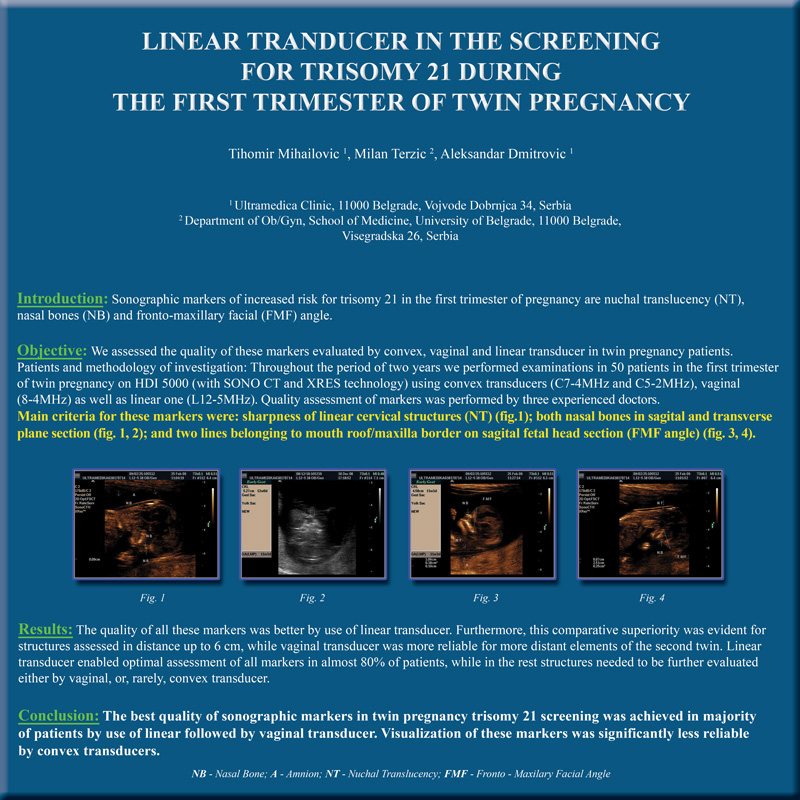 LINEAR TRANDUCER IN THE SCREENING
FOR TRISOMY 21 DURING
THE FIRST TRIMESTER OF TWIN PREGNANCY
Tihomir Mihailovic ¹, Milan Terzic ², Aleksandar Dmitrovic ¹
¹ Ultramedica Clinic, 11000 Belgrade, Vojvode Dobrnjca 34, Serbia
² Department of Ob/Gyn, School of Medicine, University of Belgrade, 11000 Belgrade,
Visegradska 26, Serbia
Introduction: Sonographic markers of increased risk for trisomy 21 in the first trimester of pregnancy are nuchal translucency (NT),
nasal bones (NB) and fronto-maxillary facial (FMF) angle.
Objective: We assessed the quality of these markers evaluated by convex, vaginal and linear transducer in twin pregnancy patients.
Patients and methodology of investigation: Throughout the period of two years we performed examinations in 50 patients in the first trimester
of twin pregnancy on HDI 5000 (with SONO CT and XRES technology) using convex transducers (C7-4MHz and C5-2MHz), vaginal
(8-4MHz) as well as linear one (L12-5MHz). Quality assessment of markers was performed by three experienced doctors.
Main criteria for these markers were: sharpness of linear cervical structures (NT) (fig.1); both nasal bones in sagital and transverse
plane section (fig. 1, 2); and two lines belonging to mouth roof/maxilla border on sagital fetal head section (FMF angle) (fig. 3, 4).
Fig. 1
Fig. 2
Fig. 3
Fig. 4
Results: The quality of all these markers was better by use of linear transducer. Furthermore, this comparative superiority was evident for
structures assessed in distance up to 6 cm, while vaginal transducer was more reliable for more distant elements of the second twin. Linear
transducer enabled optimal assessment of all markers in almost 80% of patients, while in the rest structures needed to be further evaluated
either by vaginal, or, rarely, convex transducer.
Conclusion: The best quality of sonographic markers in twin pregnancy trisomy 21 screening was achieved in majority
of patients by use of linear followed by vaginal transducer. Visualization of these markers was significantly less reliable
by convex transducers.
NB - Nasal Bone; A - Amnion; NT - Nuchal Translucency; FMF - Fronto - Maxilary Facial Angle